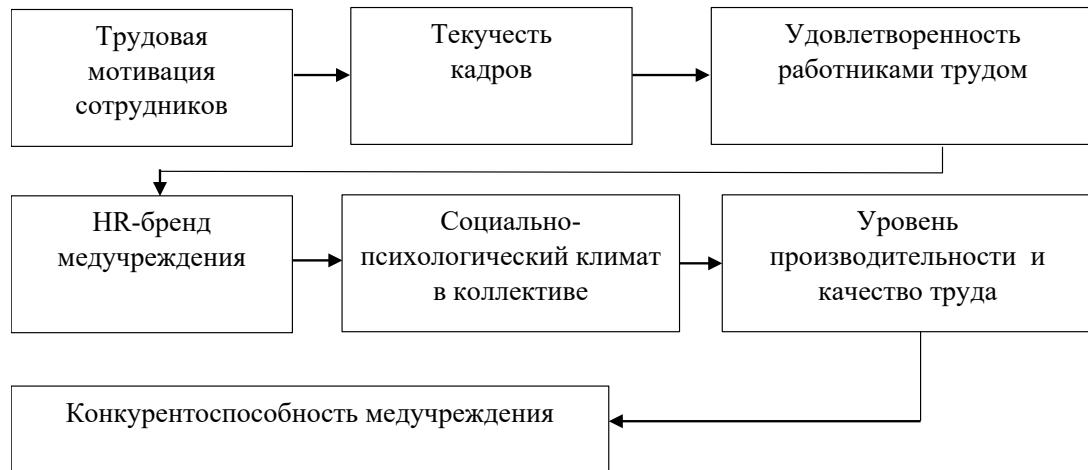 Трудовая
мотивация
сотрудников
Текучесть
кадров
Удовлетворенность
работниками трудом
HR-бренд
медучреждения
Социально-
психологический климат
в коллективе
Уровень
производительности и
качество труда
Конкурентоспособность медучреждения